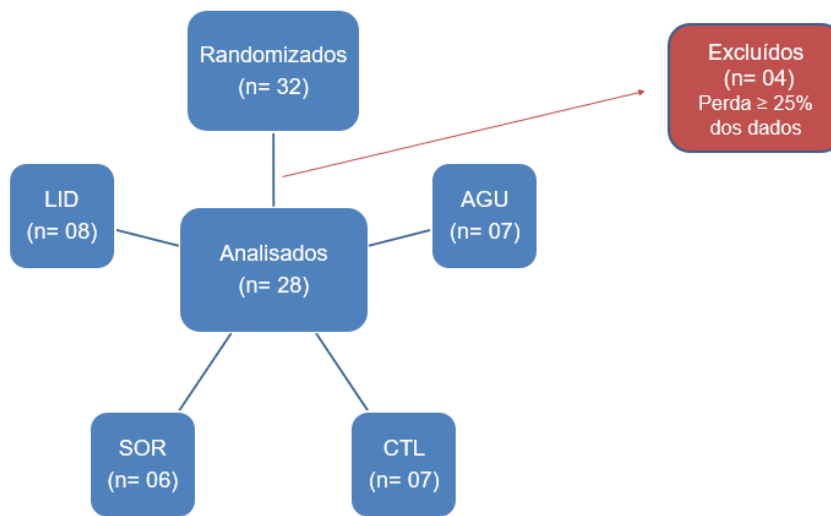 Randomizados
(n= 32)
Excluídos
(n= 04)
Perda ≥ 25%
dos dados
LID
(n= 08)
AGU
(n= 07)
Analisados
(n= 28)
SOR
(n= 06)
CTL
(n= 07)